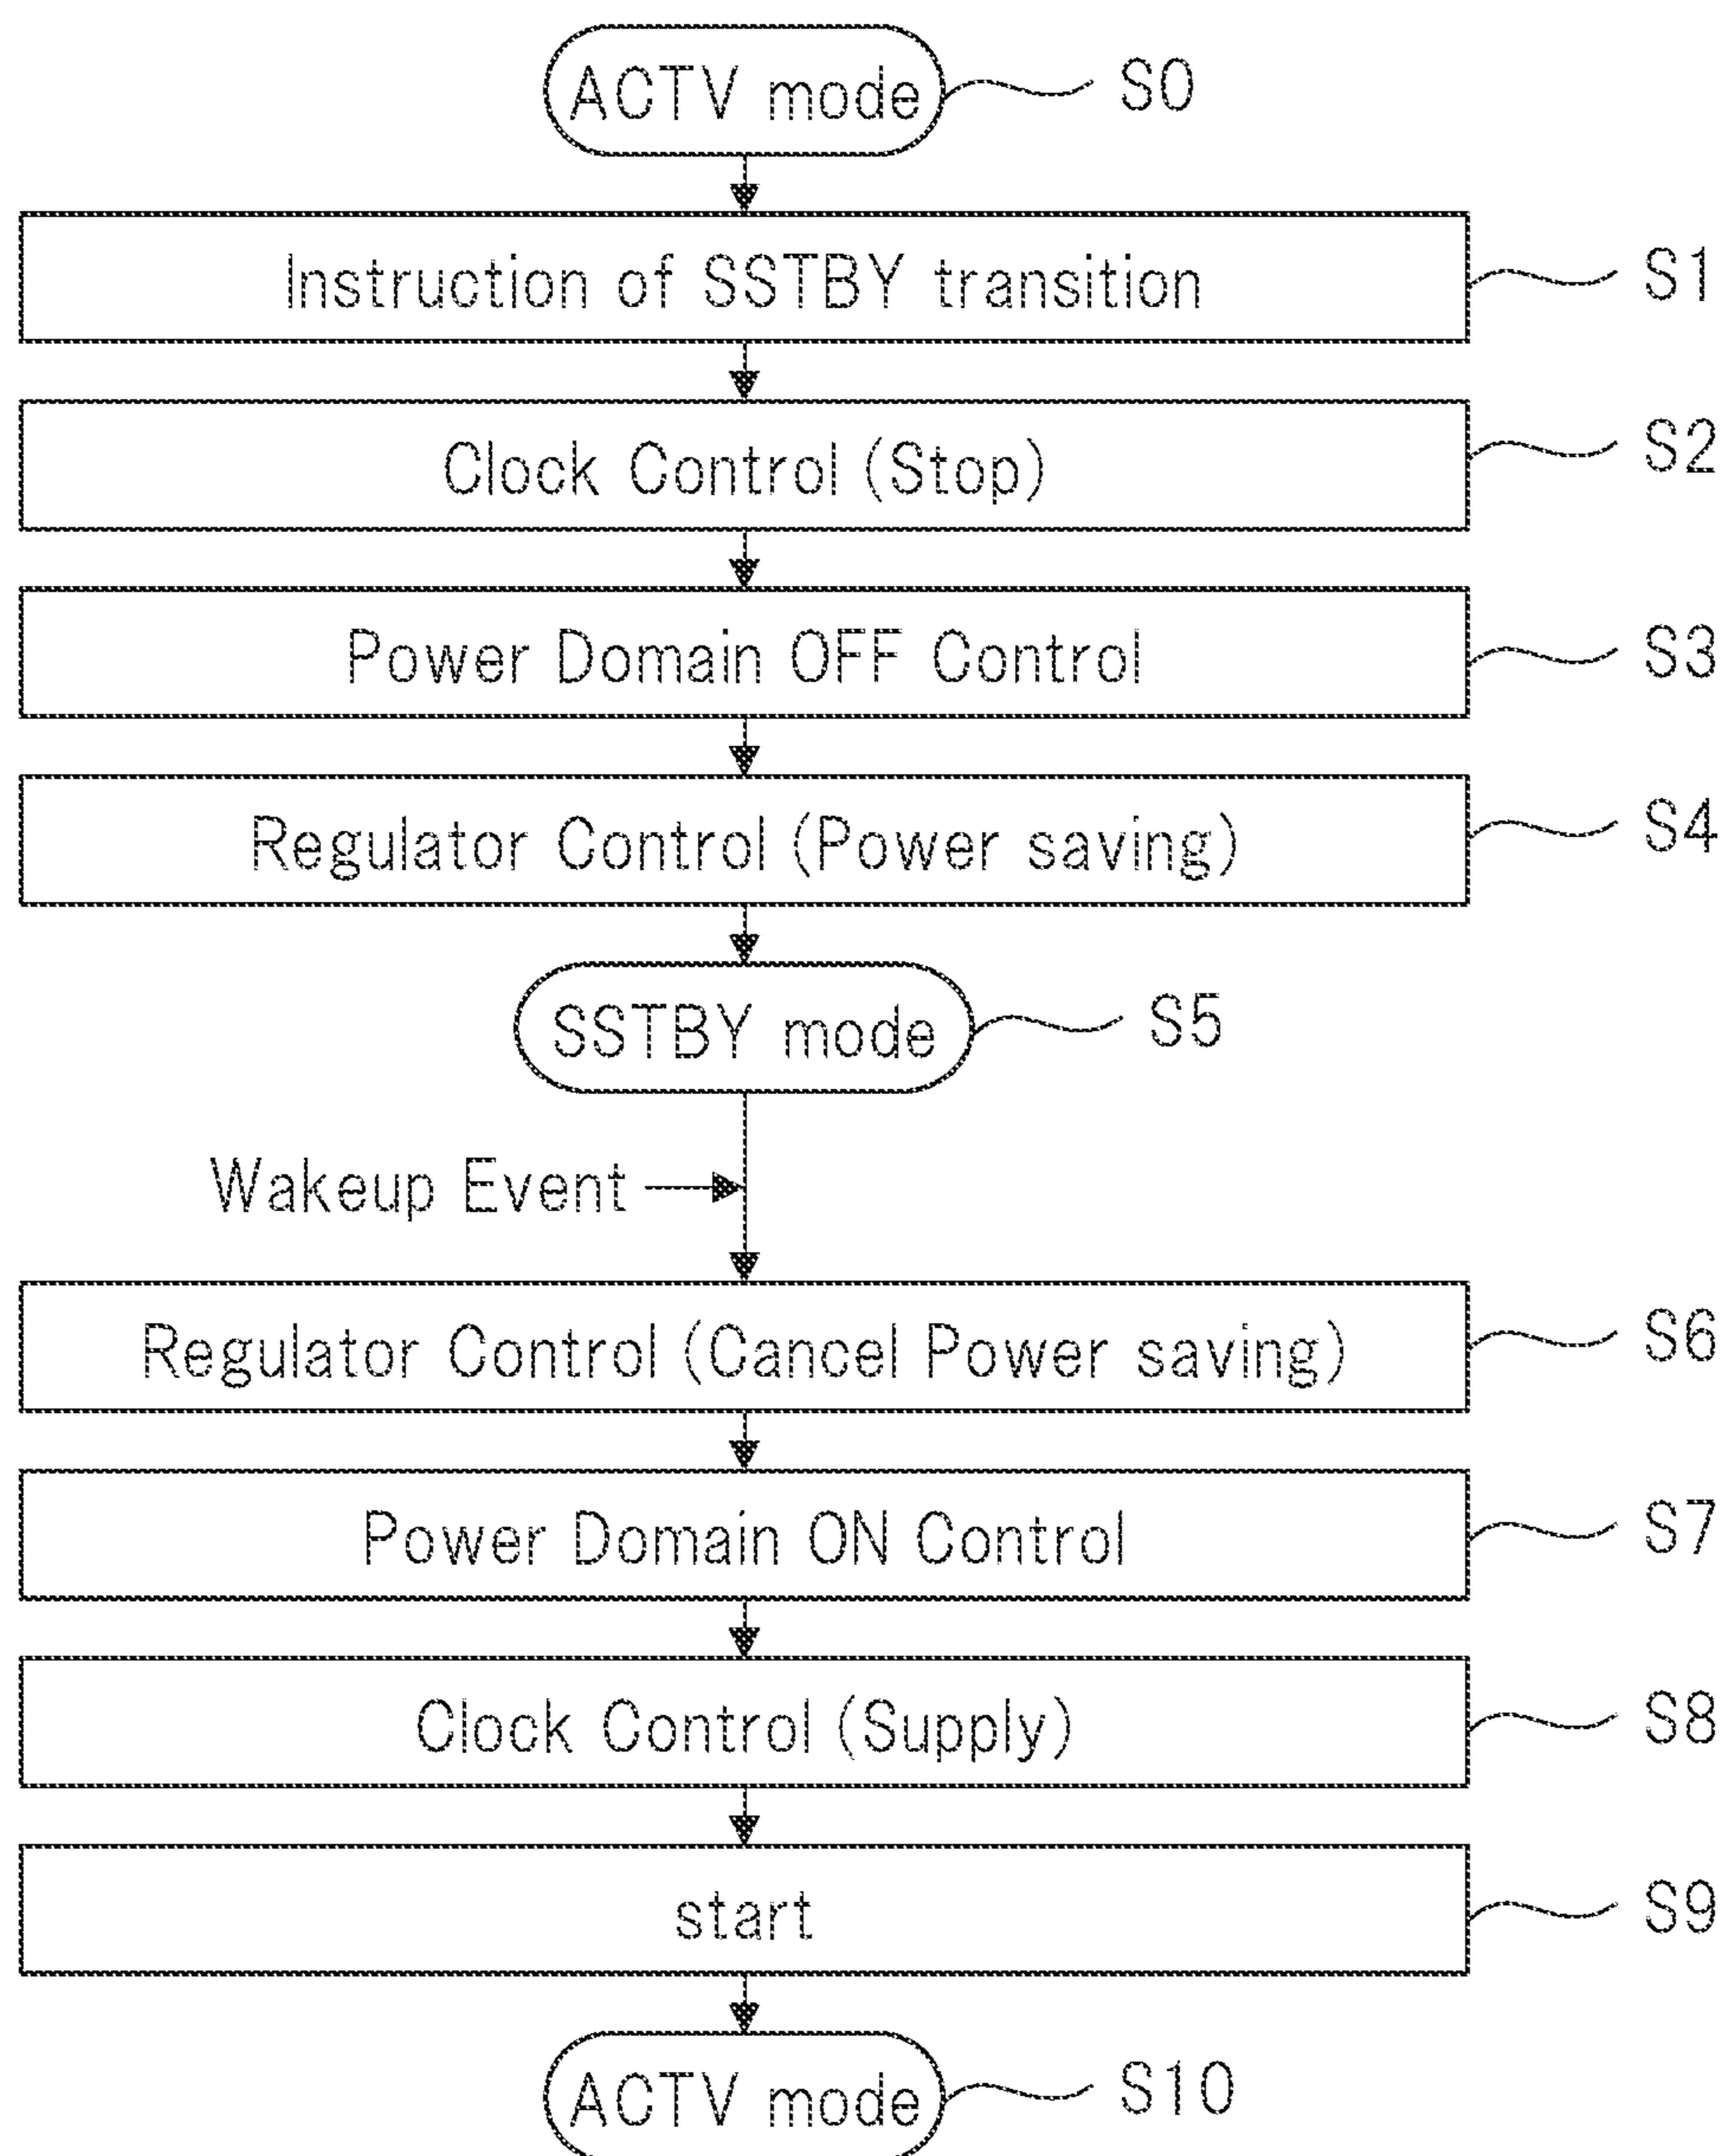 ACTV mode S0
Instruction of SSTBY transition S1
Clock Control (Stop) S2
Power Domain OFF Control S3
Regulator Control (Power saving) S4
SSTBY mode S5
Wakeup Event
Regulator Control (Cancel Power saving) S6
Power Domain ON Control S7
Clock Control (Supply) S8
start S9
ACTV mode S10